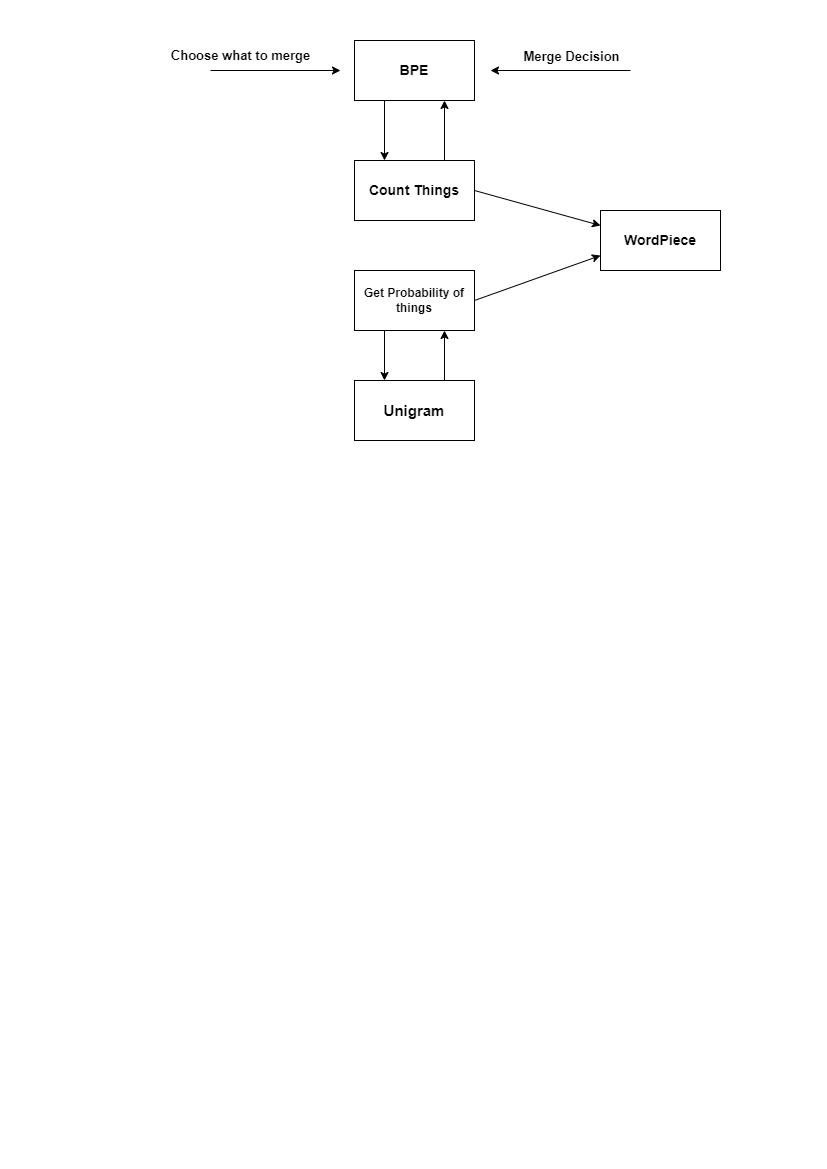 Choose what to merge
BPE
Merge Decision
Count Things
WordPiece
Get Probability of
things
Unigram